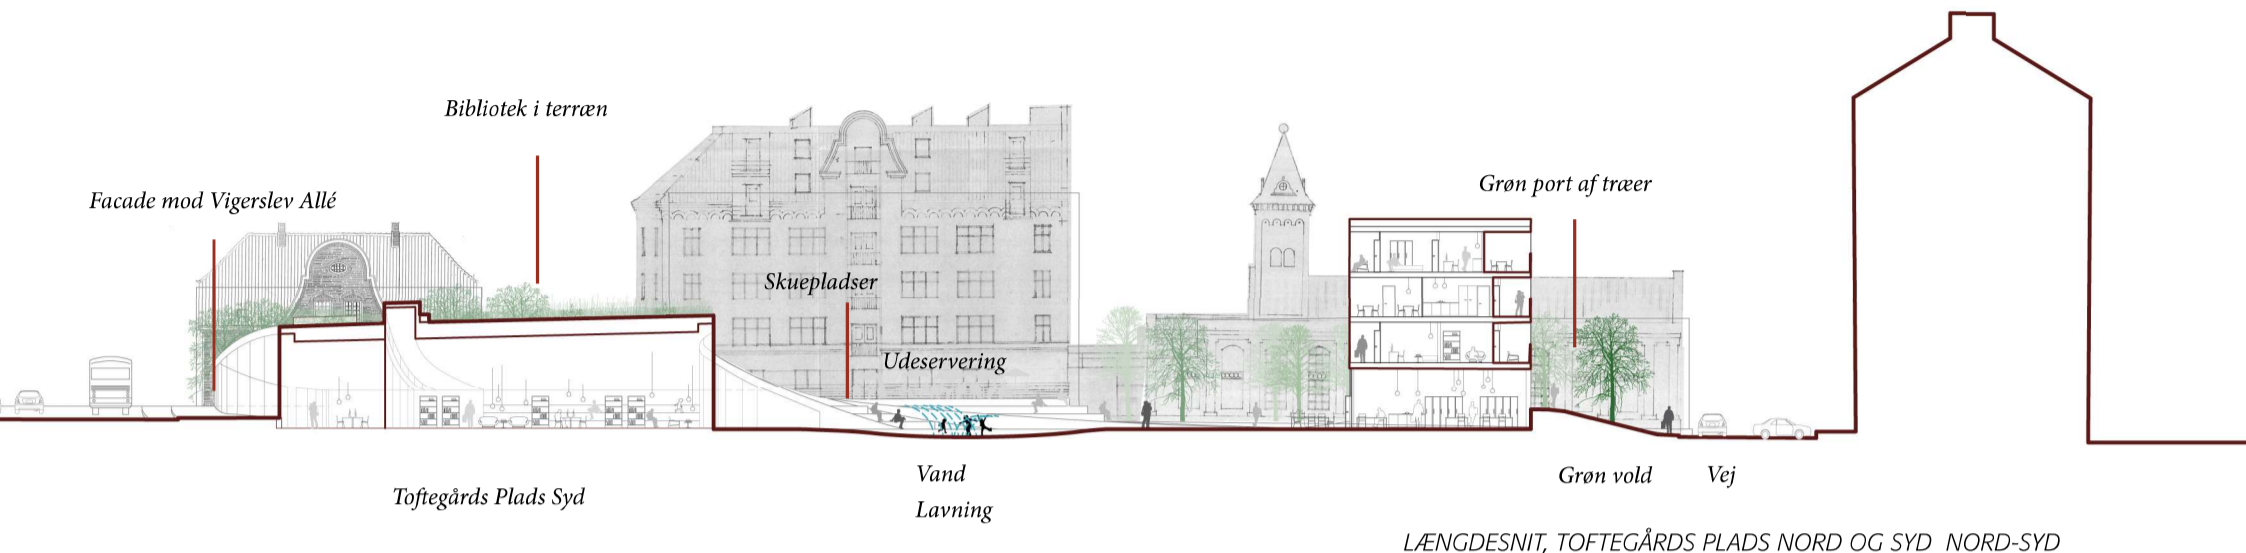 Bibliotek i terræn
Facade mod Vigerslev Allé
Grøn port af træer
Skuepladser
Udeservering
Vand
Lavning
Toftegårds Plads Syd
Grøn vold
Vej
LÆNGDESNIT, TOFTEGÅRDS PLADS NORD OG SYD NORD-SYD